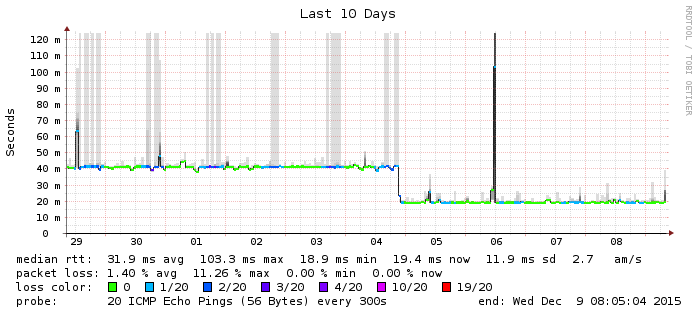 Last 10 Days
RRDTOOL / TOBI OETIKER
Seconds
120 m
110 m
100 m
90 m
80 m
70 m
60 m
50 m
40 m
30 m
20 m
10 m
0
29 30 01 02 03 04 05 06 07 08
median rtt: 31.9 ms avg 103.3 ms max 18.9 ms min 19.4 ms now 11.9 ms sd 2.7 am/s
packet loss: 1.40 % avg 11.26 % max 0.00 % min 0.00 % now
loss color: 0 1/20 2/20 3/20 4/20 10/20 19/20
probe: 20 ICMP Echo Pings (56 Bytes) every 300s end: Wed Dec 9 08:05:04 2015